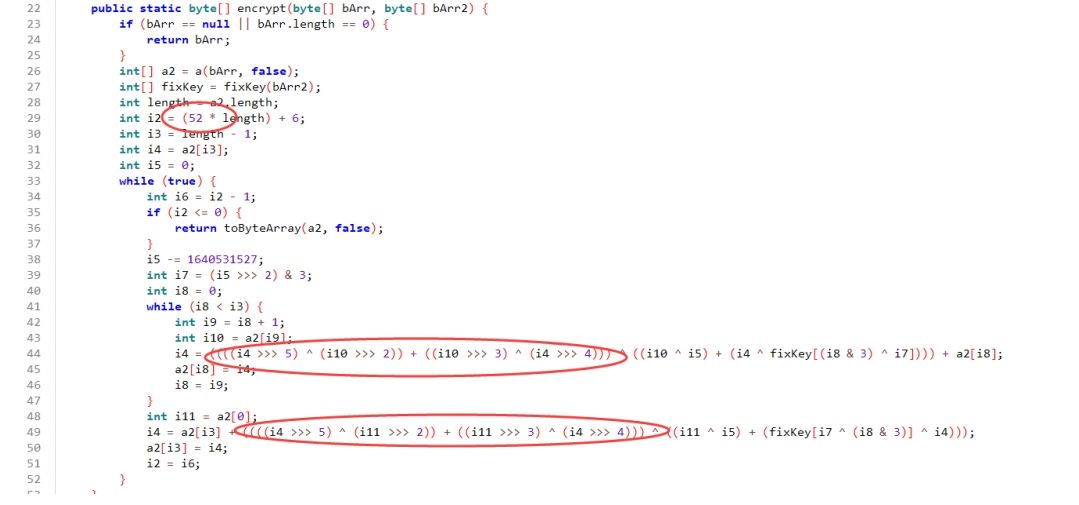 22 public static byte[] encrypt(byte[] bArr, byte[] bArr2) {
23 if (bArr == null || bArr.length == 0) {
24 return bArr;
25 }
26 int[] a2 = a(bArr, false);
27 int[] fixKey = fixKey(bArr2);
28 int length = a2.length;
29 int i2 = (52 * length) + 6;
30 int i3 = length - 1;
31 int i4 = a2[i3];
32 int i5 = 0;
33 while (true) {
34 int i6 = i2 - 1;
35 if (i2 <= 0) {
36 return toByteArray(a2, false);
37 }
38 i5 -= 1640531527;
39 int i7 = (i5 >>> 2) & 3;
40 int i8 = 0;
41 while (i8 < i3) {
42 int i9 = i8 + 1;
43 int i10 = a2[i9];
44 i4 = ((((i4 >>> 5) ^ (i10 >>> 2)) + ((i10 >>> 3) ^ (i4 >>> 4))) ^ ((i10 ^ i5) + (i4 ^ fixKey[(i8 & 3) ^ i7]))) + a2[i8];
45 a2[i8] = i4;
46 i8 = i9;
47 }
48 int i11 = a2[0];
49 i4 = a2[i3] + ((((i4 >>> 5) ^ (i11 >>> 2)) + ((i11 >>> 3) ^ (i4 >>> 4))) ^ ((i11 ^ i5) + (fixKey[i7 ^ (i8 & 3)] ^ i4)));
50 a2[i3] = i4;
51 i2 = i6;
52 }